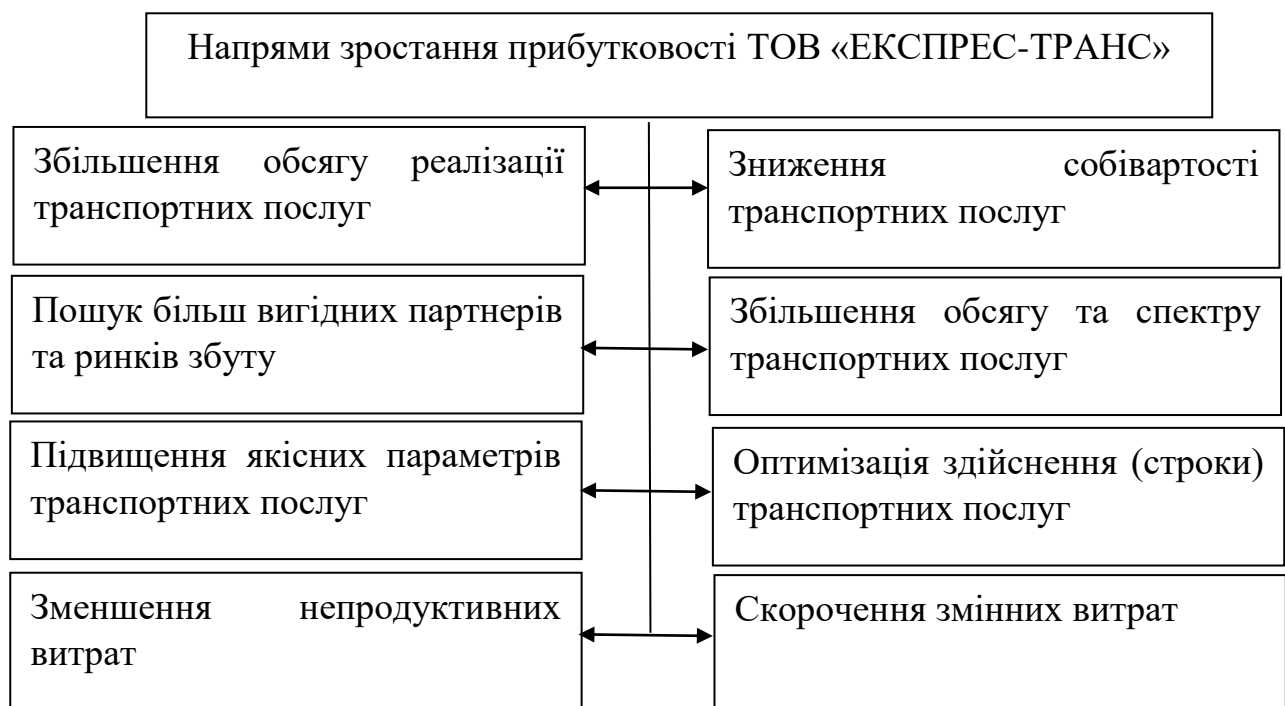 Напрями зростання прибутковості ТОВ «ЕКСПРЕС-ТРАНС»
Збільшення обсягу реалізації
транспортних послуг
Зниження собівартості
транспортних послуг
Пошук більш вигідних партнерів
та ринків збуту
Збільшення обсягу та спектру
транспортних послуг
Підвищення якісних параметрів
транспортних послуг
Оптимізація здійснення (строки)
транспортних послуг
Зменшення непродуктивних
витрат
Скорочення змінних витрат